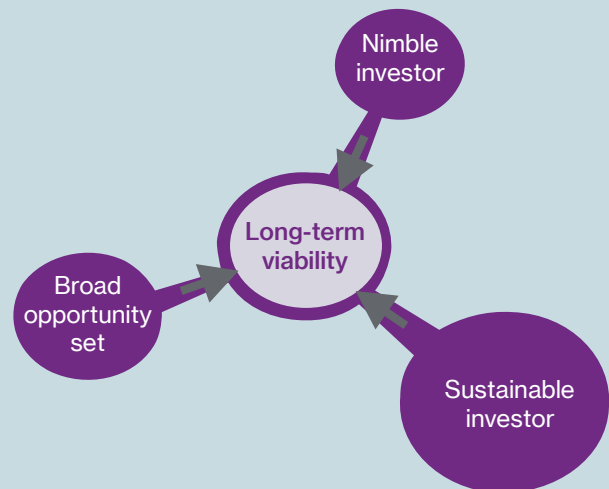 Nimble
investor
Long-term
viability
Broad
opportunity
set
Sustainable
investor